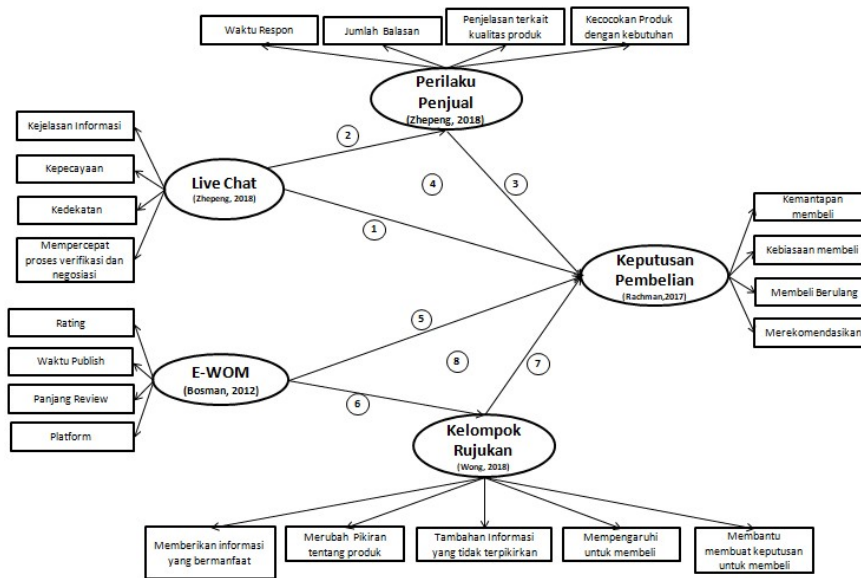 Waktu Respon
Jumlah Balasan
Penjelasan terkait
kualitas produk
Kecocokan Produk
dengan kebutuhan
Perilaku
Penjual
(Zhepeng, 2018)
Kejelasan Informasi
Kepecayaan
Kedekatan
Mempercepat
proses verifikasi dan
negosiasi
Live Chat
(Zhepeng, 2018)
2
4
3
1
Keputusan
Pembelian
(Rachman,2017)
Kemantapan
membeli
Kebiasaan membeli
Membeli Berulang
Merekomendasikan
Rating
Waktu Publish
Panjang Review
Platform
E-WOM
(Bosman, 2012)
5
8
7
6
Kelompok
Rujukan
(Wong, 2018)
Memberikan informasi
yang bermanfaat
Merubah Pikiran
tentang produk
Tambahan Informasi
yang tidak terpikirkan
Mempengaruhi
untuk membeli
Membantu
membuat keputusan
untuk membeli